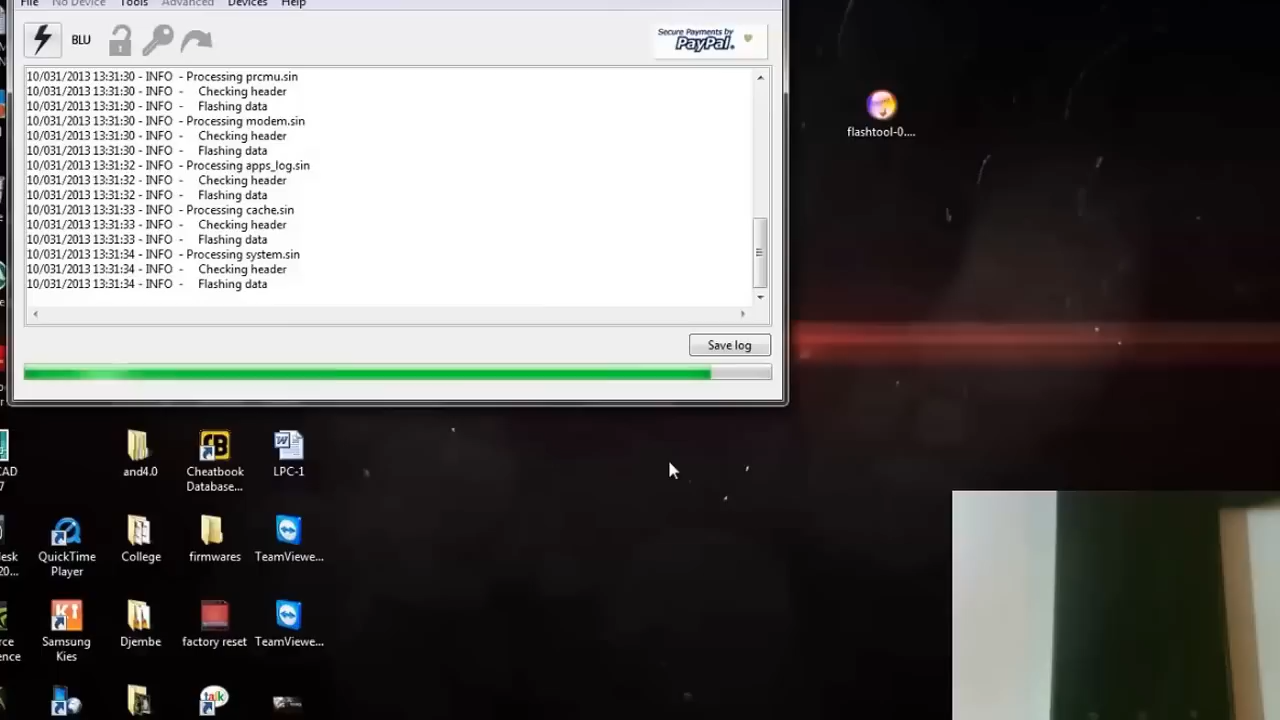 File No Device Tools Advanced Devices Help
BLU
Secure Payments by
PayPal.
10/031/2013 13:31:30 - INFO - Processing prcmu.sin
10/031/2013 13:31:30 - INFO - Checking header
10/031/2013 13:31:30 - INFO - Flashing data
10/031/2013 13:31:30 - INFO - Processing modem.sin
10/031/2013 13:31:30 - INFO - Checking header
10/031/2013 13:31:30 - INFO - Flashing data
10/031/2013 13:31:32 - INFO - Processing apps_log.sin
10/031/2013 13:31:32 - INFO - Checking header
10/031/2013 13:31:32 - INFO - Flashing data
10/031/2013 13:31:33 - INFO - Processing cache.sin
10/031/2013 13:31:33 - INFO - Checking header
10/031/2013 13:31:33 - INFO - Flashing data
10/031/2013 13:31:34 - INFO - Processing system.sin
10/031/2013 13:31:34 - INFO - Checking header
10/031/2013 13:31:34 - INFO - Flashing data
Save log
flashtool-0....
CAD
7
and4.0
Cheatbook
Database...
LPC-1
esk
20...
QuickTime
Player
College
firmwares
TeamViewe...
rce
ence
Samsung
Kies
Djembe
factory reset
TeamViewe...
talk